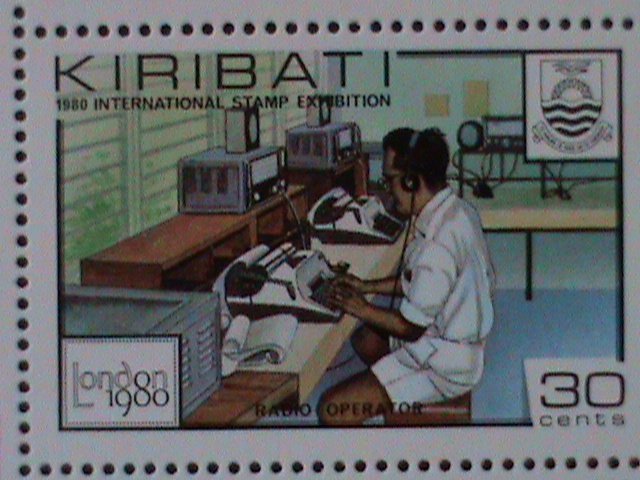 KIRIBATI
1980 INTERNATIONAL STAMP EXHIBITION
London
1980
RADIO OPERATOR
30
cents